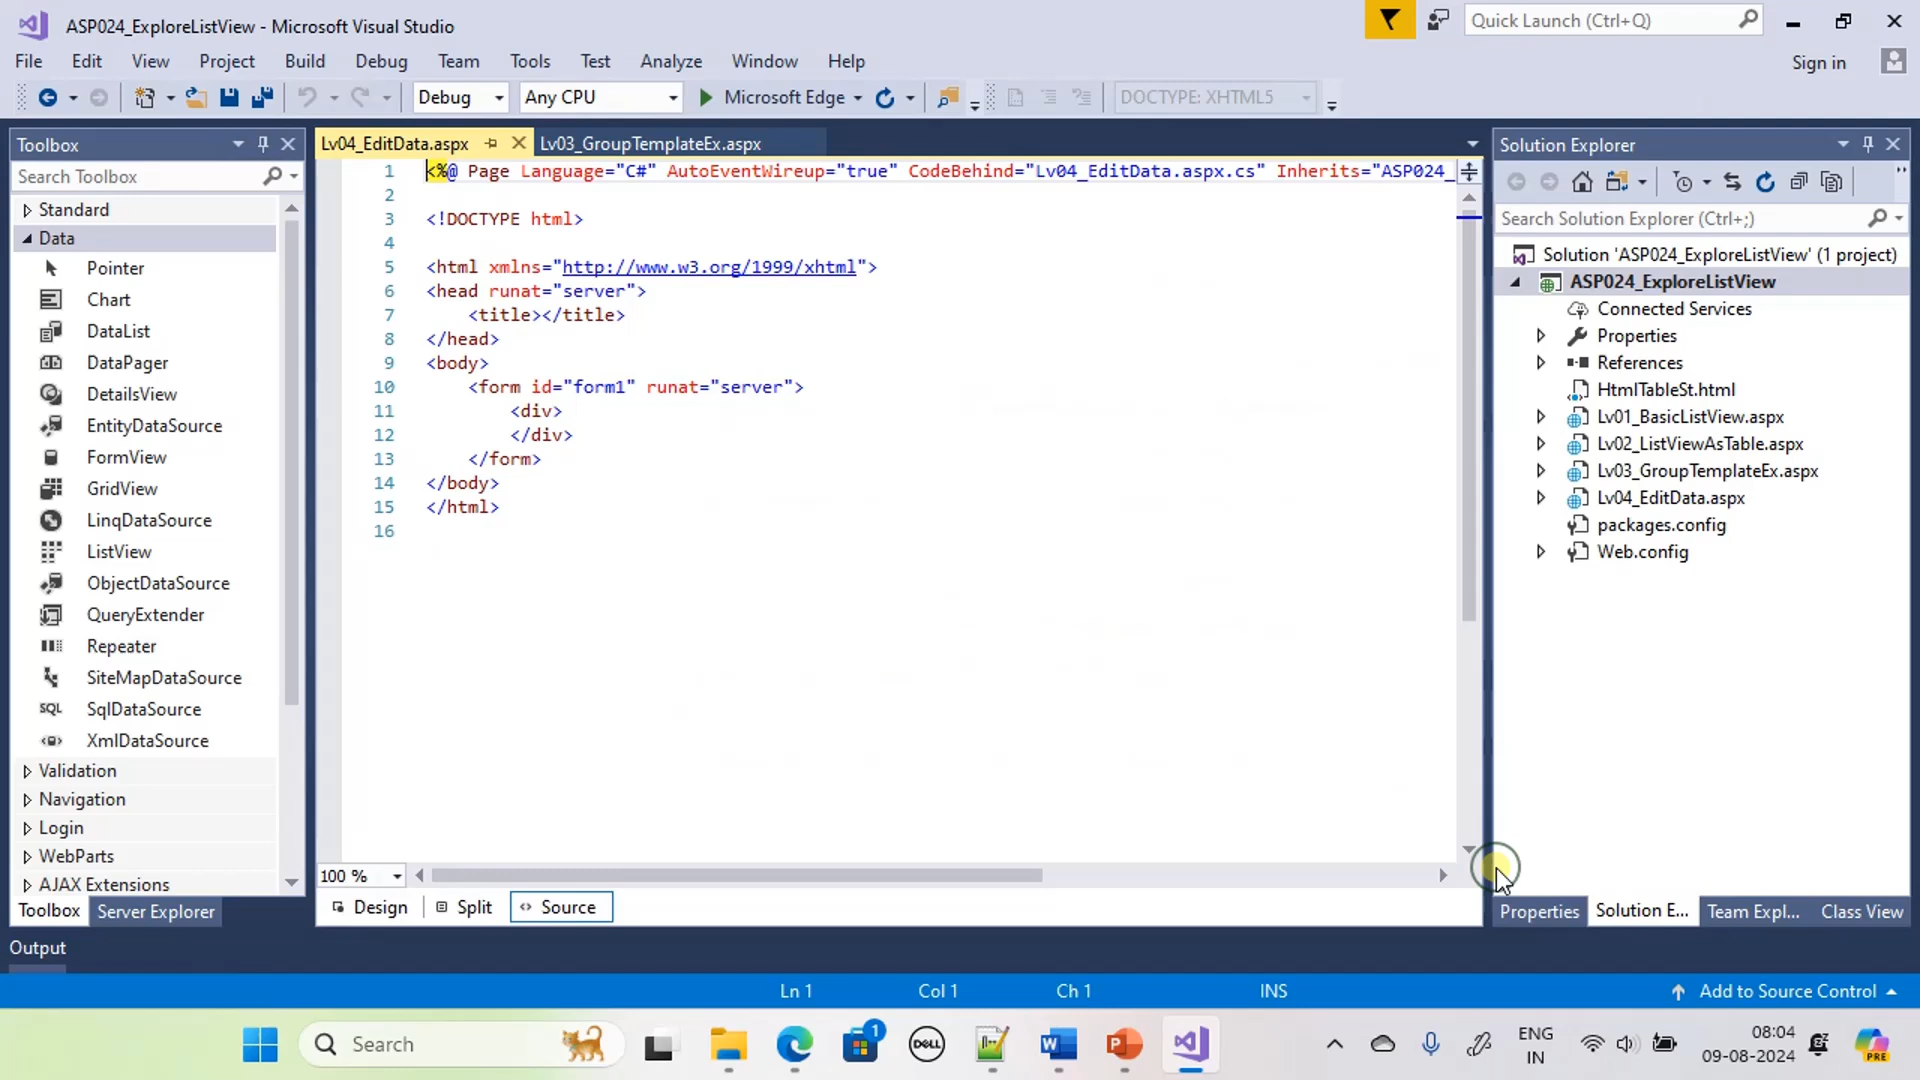 ASP024_ExploreListView - Microsoft Visual Studio
Quick Launch (Ctrl+Q)
File Edit View Project Build Debug Team Tools Test Analyze Window Help
Sign in
Debug Any CPU Microsoft Edge DOCTYPE: XHTML5
Toolbox
Search Toolbox
Standard
Data
Pointer
Chart
DataList
DataPager
DetailsView
EntityDataSource
FormView
GridView
LinqDataSource
ListView
ObjectDataSource
QueryExtender
Repeater
SiteMapDataSource
SQL SqlDataSource
XmlDataSource
Validation
Navigation
Login
WebParts
AJAX Extensions
Toolbox Server Explorer
Lv04_EditData.aspx Lv03_GroupTemplateEx.aspx
1 <%@ Page Language="C#" AutoEventWireup="true" CodeBehind="Lv04_EditData.aspx.cs" Inherits="ASP024_
2
3 <!DOCTYPE html>
4
5 <html xmlns="http://www.w3.org/1999/xhtml">
6 <head runat="server">
7 <title></title>
8 </head>
9 <body>
10 <form id="form1" runat="server">
11 <div>
12 </div>
13 </form>
14 </body>
15 </html>
16
100 %
Design Split Source
Solution Explorer
Search Solution Explorer (Ctrl+;)
Solution 'ASP024_ExploreListView' (1 project)
ASP024_ExploreListView
Connected Services
Properties
References
HtmlTableSt.html
Lv01_BasicListView.aspx
Lv02_ListViewAsTable.aspx
Lv03_GroupTemplateEx.aspx
Lv04_EditData.aspx
packages.config
Web.config
Properties Solution E... Team Expl... Class View
Output
Ln 1 Col 1 Ch 1 INS Add to Source Control
Search
1
DELL
W
P
ENG
IN
08:04
09-08-2024
PRE